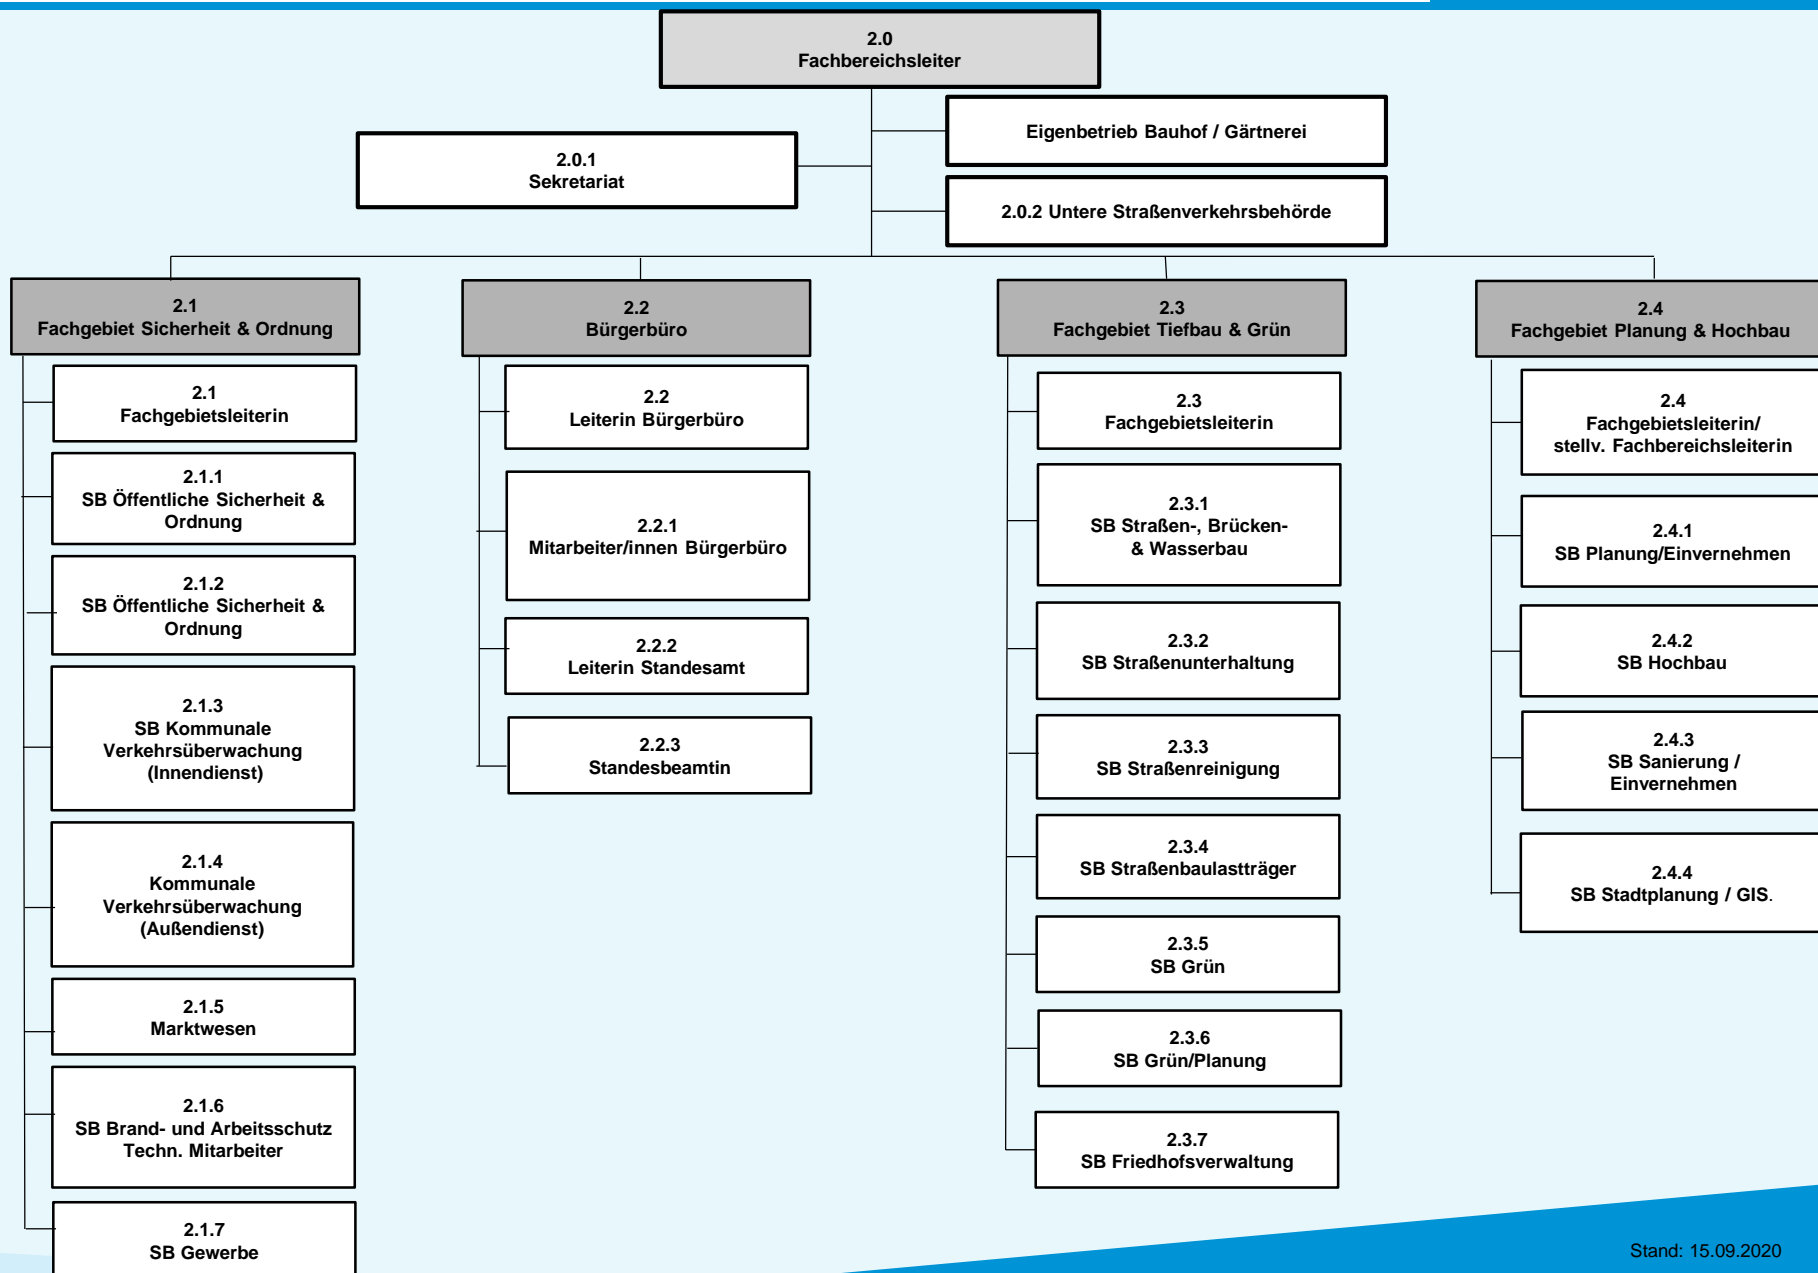 2.0
Fachbereichsleiter
Eigenbetrieb Bauhof / Gärtnerei
2.0.1
Sekretariat
2.0.2 Untere Straßenverkehrsbehörde
2.1
Fachgebiet Sicherheit & Ordnung
2.1
Fachgebietsleiterin
2.1.1
SB Öffentliche Sicherheit &
Ordnung
2.1.2
SB Öffentliche Sicherheit &
Ordnung
2.1.3
SB Kommunale
Verkehrsüberwachung
(Innendienst)
2.1.4
Kommunale
Verkehrsüberwachung
(Außendienst)
2.1.5
Marktwesen
2.1.6
SB Brand- und Arbeitsschutz
Techn. Mitarbeiter
2.1.7
SB Gewerbe
2.2
Bürgerbüro
2.2
Leiterin Bürgerbüro
2.2.1
Mitarbeiter/innen Bürgerbüro
2.2.2
Leiterin Standesamt
2.2.3
Standesbeamtin
2.3
Fachgebiet Tiefbau & Grün
2.3
Fachgebietsleiterin
2.3.1
SB Straßen-, Brücken-
& Wasserbau
2.3.2
SB Straßenunterhaltung
2.3.3
SB Straßenreinigung
2.3.4
SB Straßenbaulastträger
2.3.5
SB Grün
2.3.6
SB Grün/Planung
2.3.7
SB Friedhofsverwaltung
2.4
Fachgebiet Planung & Hochbau
2.4
Fachgebietsleiterin/
stellv. Fachbereichsleiterin
2.4.1
SB Planung/Einvernehmen
2.4.2
SB Hochbau
2.4.3
SB Sanierung /
Einvernehmen
2.4.4
SB Stadtplanung / GIS.
Stand: 15.09.2020